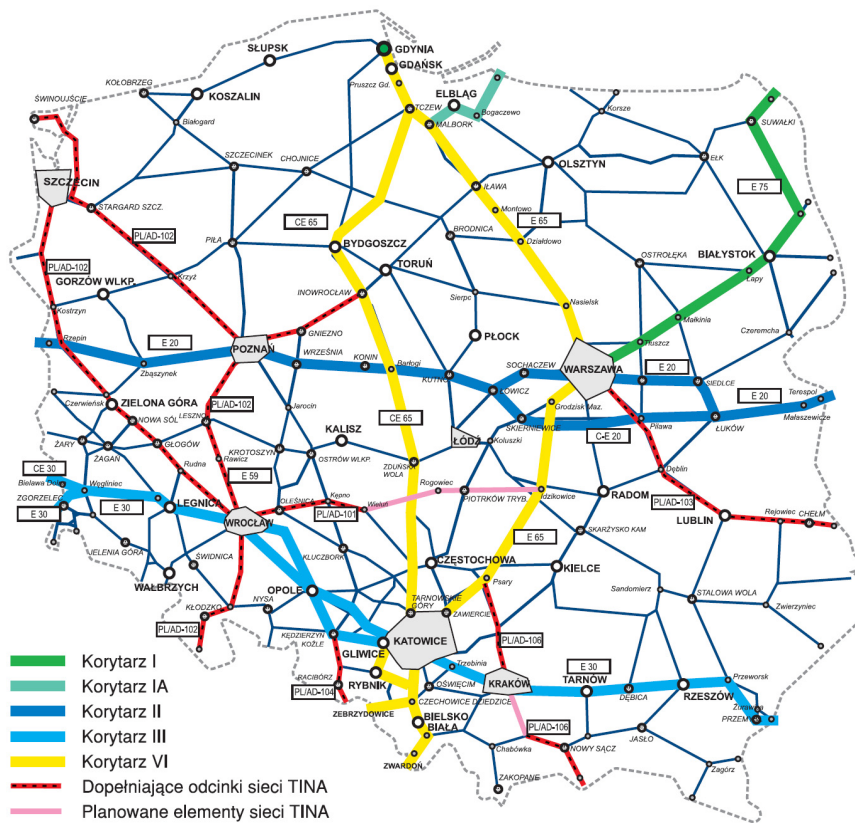 GDYNIA
SŁUPSK
GDAŃSK
Pruszcz Gd.
KOŁOBRZEG
KOSZALIN
ELBLĄG
ŚWINOUJŚCIE
TCZEW
Bogaczewo
Korsze
Białogard
MALBORK
SUWAŁKI
SZCZECINEK
CHOJNICE
OLSZTYN
EŁK
SZCZECIN
IŁAWA
E 75
STARGARD SZCZ.
Montowo
CE 65
E 65
PL/AD-102
BRODNICA
Działdowo
PIŁA
BYDGOSZCZ
OSTROŁĘKA
BIAŁYSTOK
PL/AD-102
TORUŃ
Łapy
Krzyż
GORZÓW WLKP.
INOWROCŁAW
Sierpc
Nasielsk
Kostrzyn
Małkinia
GNIEZNO
PŁOCK
Czeremcha
Rzepin
E 20
POZNAŃ
Tłuszcz
WRZEŚNIA
KONIN
Barłogi
SOCHACZEW
WARSZAWA
E 20
Zbąszynek
KUTNO
SIEDLCE
E 20
Terespol
ŁOWICZ
Małaszewicze
Czerwieńsk
ZIELONA GÓRA
PL/AD-102
Jarocin
CE 65
Grodzisk Maz.
NOWA SÓL
LESZNO
SKIERNIEWICE
Pilawa
ŁUKÓW
KALISZ
ŁÓDŹ
Koluszki
C-E 20
ŻARY
GŁOGÓW
Rawicz
KROTOSZYN
OSTRÓW WLKP.
ŻAGAN
ZDUŃSKA
WOLA
Dęblin
CE 30
Rudna
E 59
Rogowiec
Bielawa Dol.
Węgliniec
Kępno
PIOTRKÓW TRYB.
Idzikowice
RADOM
PL/AD-103
ZGORZELEC
E 30
LEGNICA
OLEŚNICA
Wieluń
Rejowiec
CHEŁM
E 30
WROCŁAW
PL/AD-101
LUBLIN
SKARŻYSKO KAM
E 65
JELENIA GÓRA
ŚWIDNICA
KLUCZBORK
CZĘSTOCHOWA
KIELCE
WAŁBRZYCH
OPOLE
Psary
Sandomierz
STALOWA WOLA
KŁODZKO
NYSA
TARNOWSKIE
GÓRY
ZAWIERCIE
Zwierzyniec
PL/AD-102
KĘDZIERZYN
KOŹLE
KATOWICE
PL/AD-106
GLIWICE
E 30
Korytarz I
RACIBÓRZ
RYBNIK
Trzebinia
KRAKÓW
TARNÓW
Przeworsk
Korytarz IA
PL/AD-104
OŚWIĘCIM
DĘBICA
RZESZÓW
Korytarz II
ZEBRZYDOWICE
CZECHOWICE DZIEDZICE
Żurawica
PRZEM
Korytarz III
BIELSKO
BIAŁA
PL/AD-106
JASŁO
Korytarz VI
Chabówka
NOWY SĄCZ
ZWARDOŃ
Zagórz
Dopełniające odcinki sieci TINA
ZAKOPANE
Planowane elementy sieci TINA